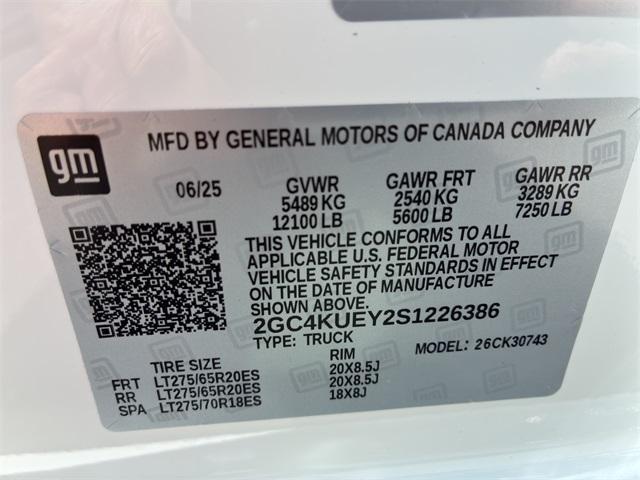 gm
MFD BY GENERAL MOTORS OF CANADA COMPANY
06/25 GVWR GAWR FRT GAWR RR
5489 KG 2540 KG 3289 KG
12100 LB 5600 LB 7250 LB
THIS VEHICLE CONFORMS TO ALL
APPLICABLE U.S. FEDERAL MOTOR
VEHICLE SAFETY STANDARDS IN EFFECT
ON THE DATE OF MANUFACTURE
SHOWN ABOVE.
2GC4KUEY2S1226386
TYPE: TRUCK MODEL: 26CK30743
TIRE SIZE RIM
FRT LT275/65R20ES 20X8.5J
RR LT275/65R20ES 20X8.5J
SPA LT275/70R18ES 18X8J